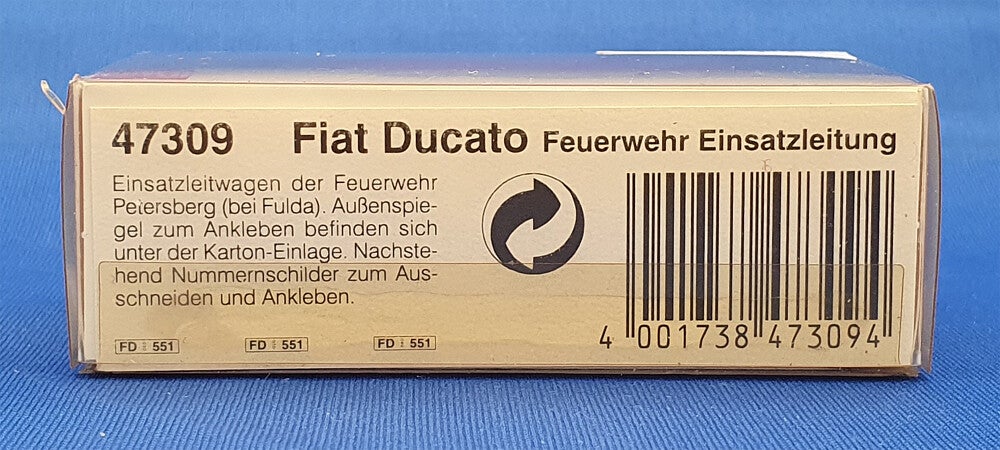 47309 Fiat Ducato Feuerwehr Einsatzleitung
Einsatzleitwagen der Feuerwehr
Petersberg (bei Fulda). Außenspie-
gel zum Ankleben befinden sich
unter der Karton-Einlage. Nachste-
hend Nummernschilder zum Aus-
schneiden und Ankleben.
FD 551 FD 551 FD 551
4 001738 473094